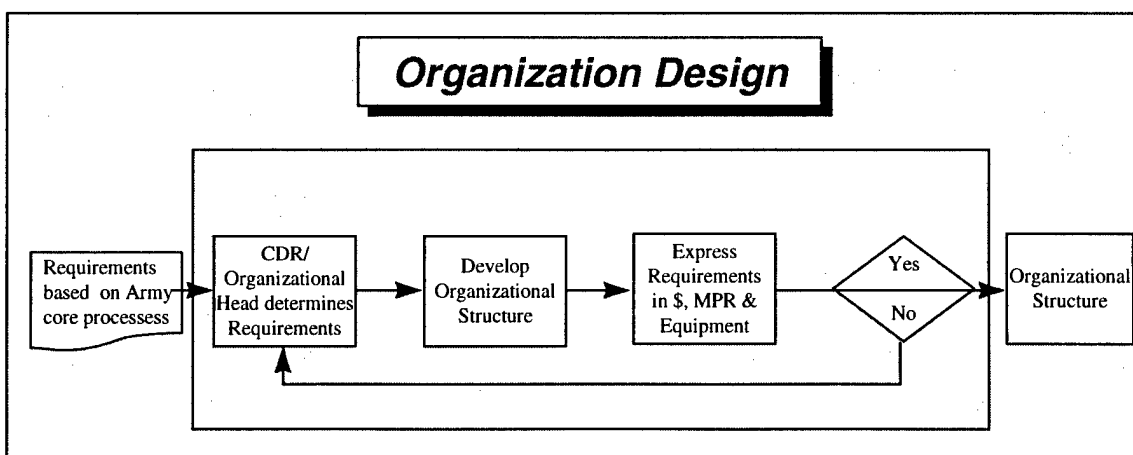 Organization Design
Requirements
based on Army
core processess
CDR/
Organizational
Head determines
Requirements
Develop
Organizational
Structure
Express
Requirements
in $, MPR &
Equipment
Yes
No
Organizational
Structure